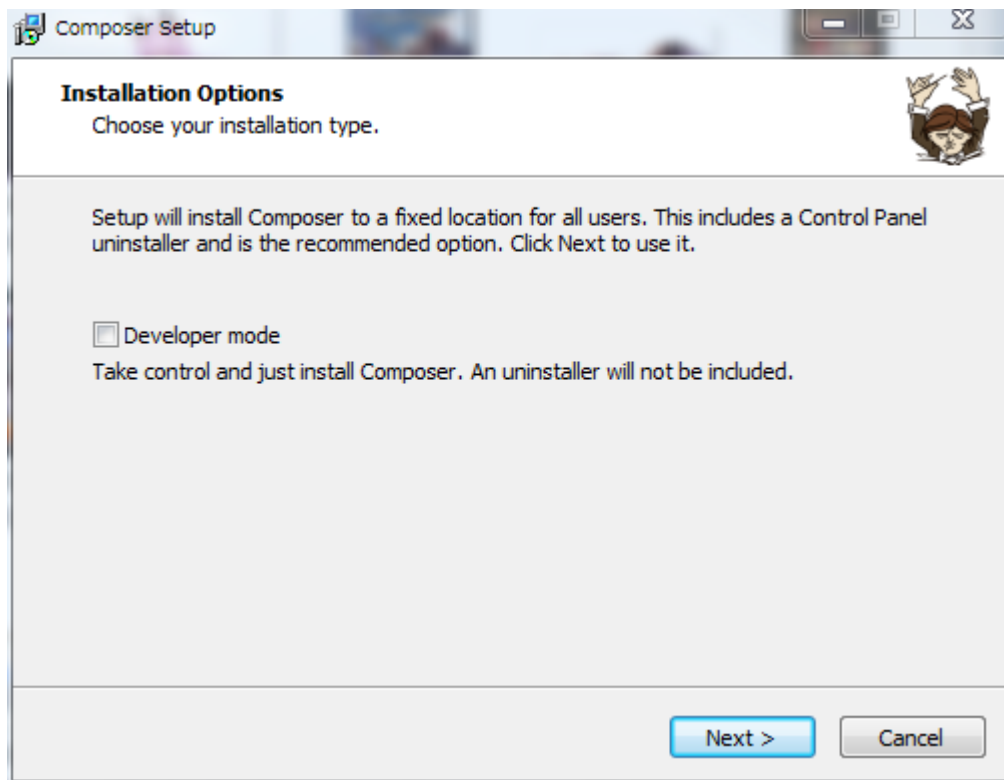 Composer Setup
Installation Options
Choose your installation type.
Setup will install Composer to a fixed location for all users. This includes a Control Panel
uninstaller and is the recommended option. Click Next to use it.
Developer mode
Take control and just install Composer. An uninstaller will not be included.
Next >
Cancel